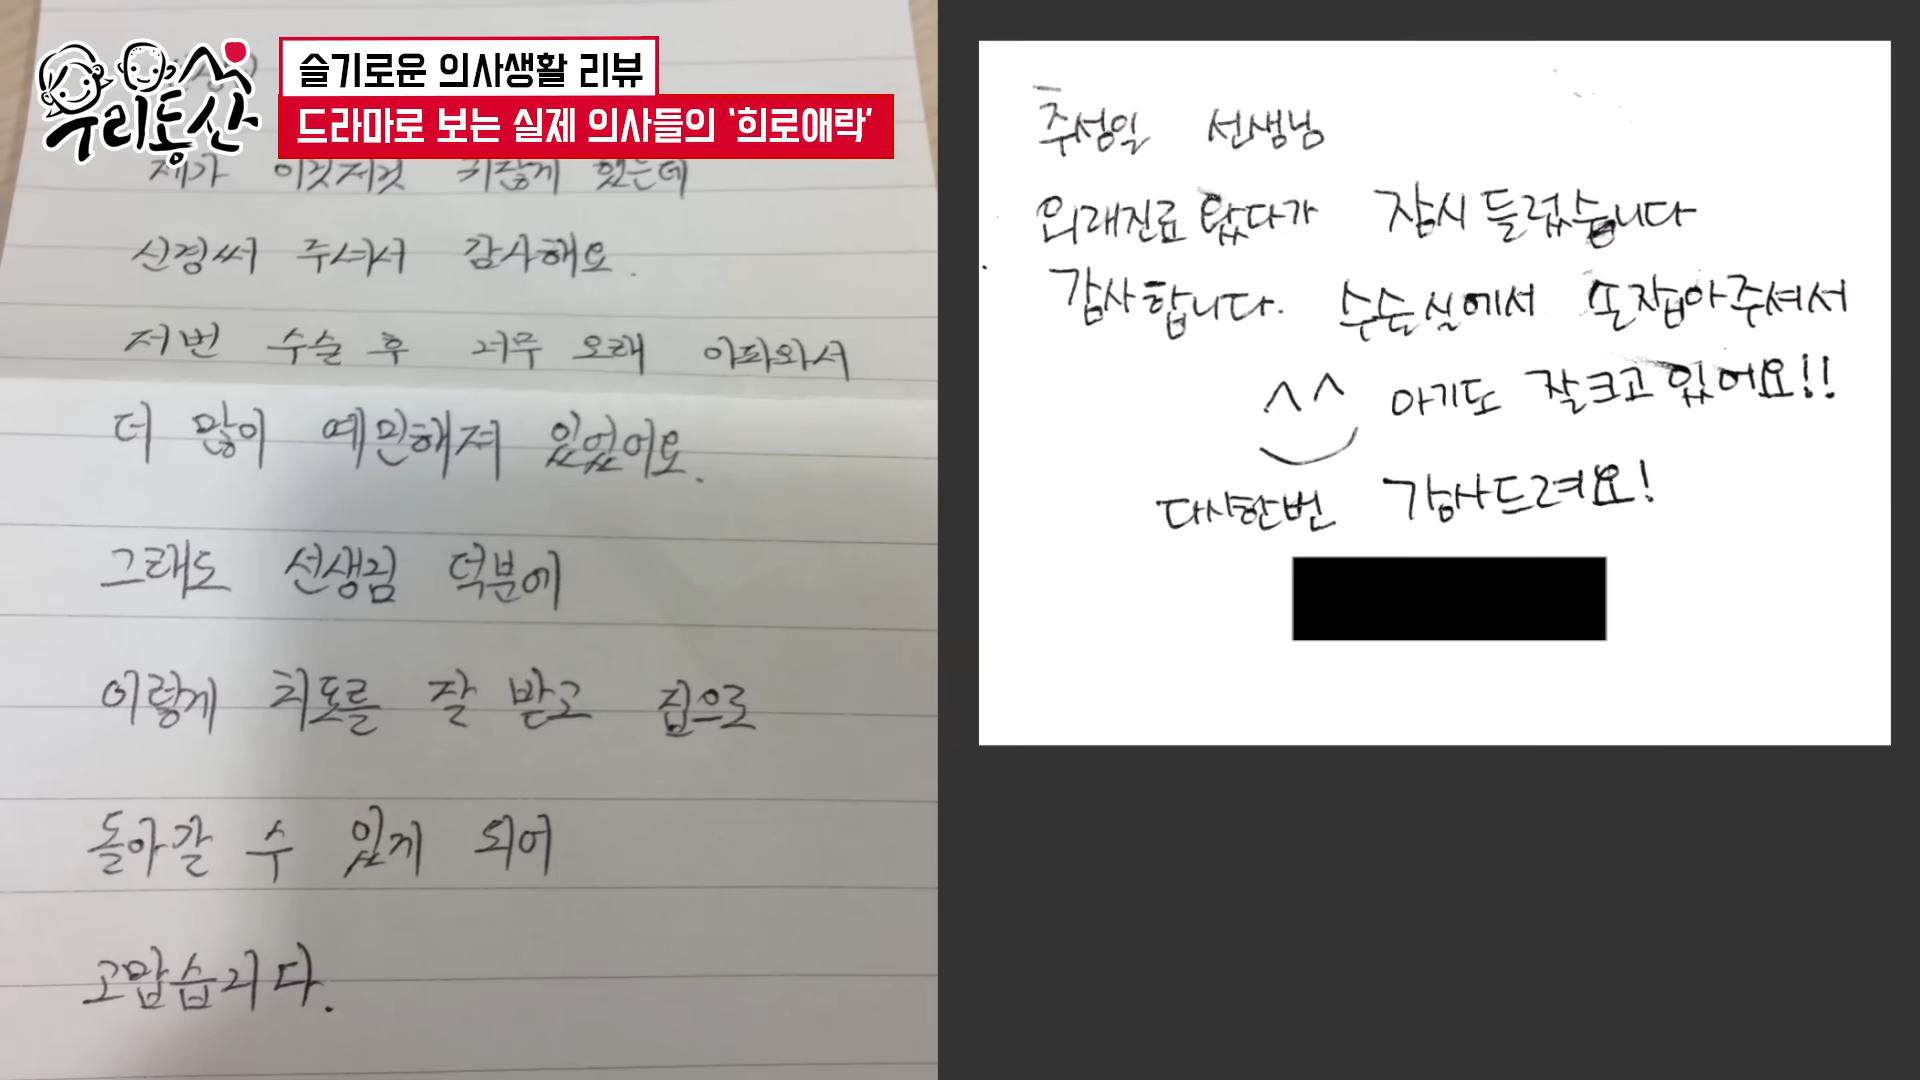 우리동산
슬기로운 의사생활 리뷰
드라마로 보는 실제 의사들의 '희로애락'
제가 이것저것 귀찮게 했는데
신경써 주셔서 감사해요.
저번 수술 후 너무 오래 아파와서
더 많이 예민해져 있었어요.
그래도 선생님 덕분에
이렇게 치료를 잘 받고 집으로
돌아갈 수 있게 되어
고맙습니다.
주성일 선생님
외래진료 왔다가 잠시 들렀습니다
감사합니다. 수술실에서 손잡아주셔서
^^ 아기도 잘크고 있어요!!
다시한번 감사드려요!